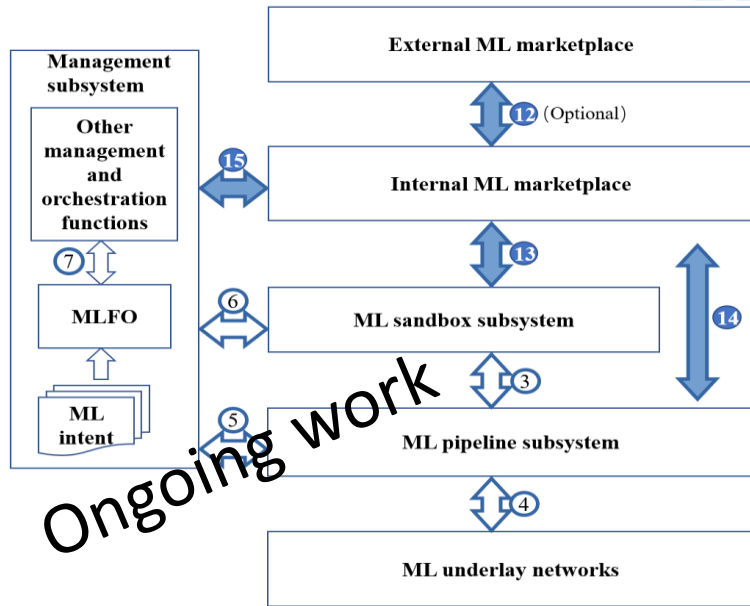 External ML marketplace
Management
subsystem
Other
management
and
orchestration
functions
12 (Optional)
15
Internal ML marketplace
13
7
MLFO
6
ML sandbox subsystem
14
3
ML
intent
5
ML pipeline subsystem
4
ML underlay networks
Ongoing work